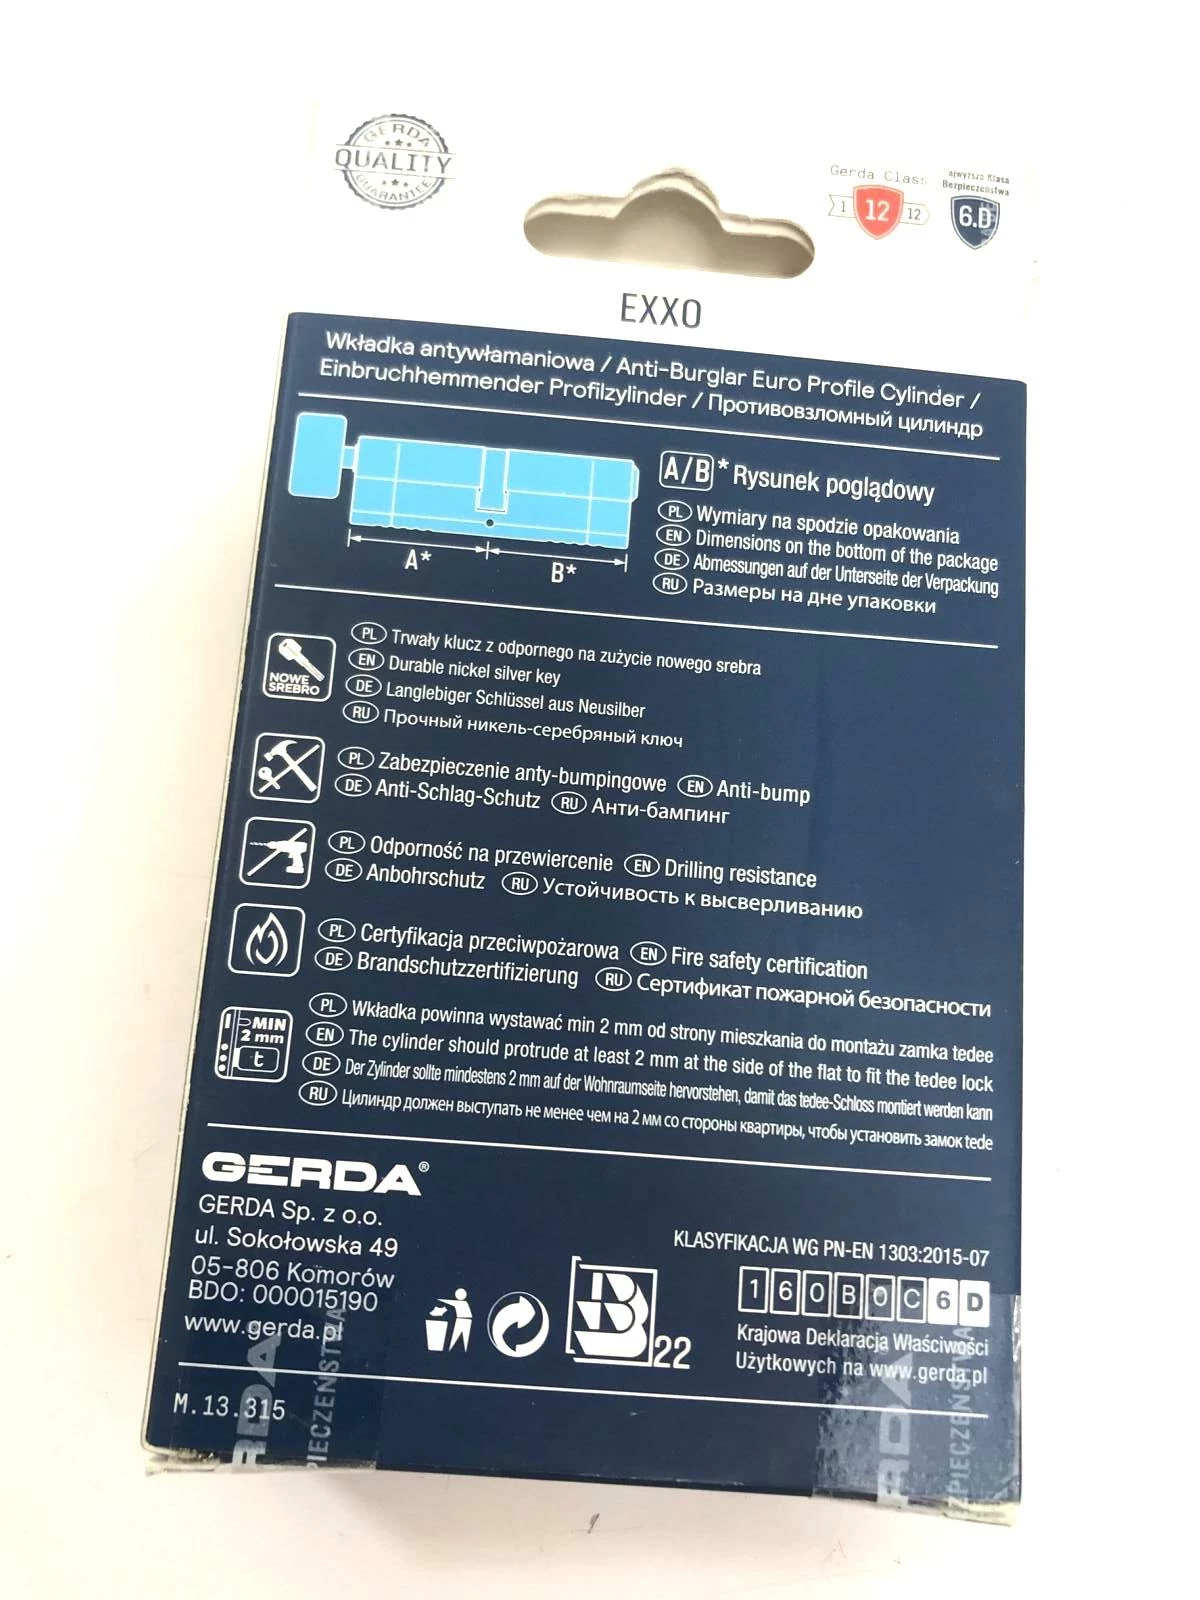 GERDA
QUALITY
GUARANTEE
Gerda Class
1 12 12
ajwyższa Klasa
Bezpieczeństwa
6.D
EXXO
Wkładka antywłamaniowa / Anti-Burglar Euro Profile Cylinder /
Einbruchhemmender Profilzylinder / Противовзломный цилиндр
A/B * Rysunek poglądowy
PL Wymiary na spodzie opakowania
EN Dimensions on the bottom of the package
DE Abmessungen auf der Unterseite der Verpackung
RU Размеры на дне упаковки
A* B*
NOWE
SREBRO
PL Trwały klucz z odpornego na zużycie nowego srebra
EN Durable nickel silver key
DE Langlebiger Schlüssel aus Neusilber
RU Прочный никель-серебряный ключ
PL Zabezpieczenie anty-bumpingowe EN Anti-bump
DE Anti-Schlag-Schutz RU Анти-бампинг
PL Odporność na przewiercenie EN Drilling resistance
DE Anbohrschutz RU Устойчивость к высверливанию
PL Certyfikacja przeciwpożarowa EN Fire safety certification
DE Brandschutzzertifizierung RU Сертификат пожарной безопасности
MIN
2 mm
t
PL Wkładka powinna wystawać min 2 mm od strony mieszkania do montażu zamka tedee
EN The cylinder should protrude at least 2 mm at the side of the flat to fit the tedee lock
DE Der Zylinder sollte mindestens 2 mm auf der Wohnraumseite hervorstehen, damit das tedee-Schloss montiert werden kann
RU Цилиндр должен выступать не менее чем на 2 мм со стороны квартиры, чтобы установить замок tede
GERDA®
GERDA Sp. z o.o.
ul. Sokołowska 49
05-806 Komorów
BDO: 000015190
www.gerda.pl
KLASYFIKACJA WG PN-EN 1303:2015-07
1 6 0 B 0 C 6 D
B 22
Krajowa Deklaracja Właściwości
Użytkowych na www.gerda.pl
M.13.315
RDA
PIECZEŃSTWA
RDA
ZPIECZEŃSTWA